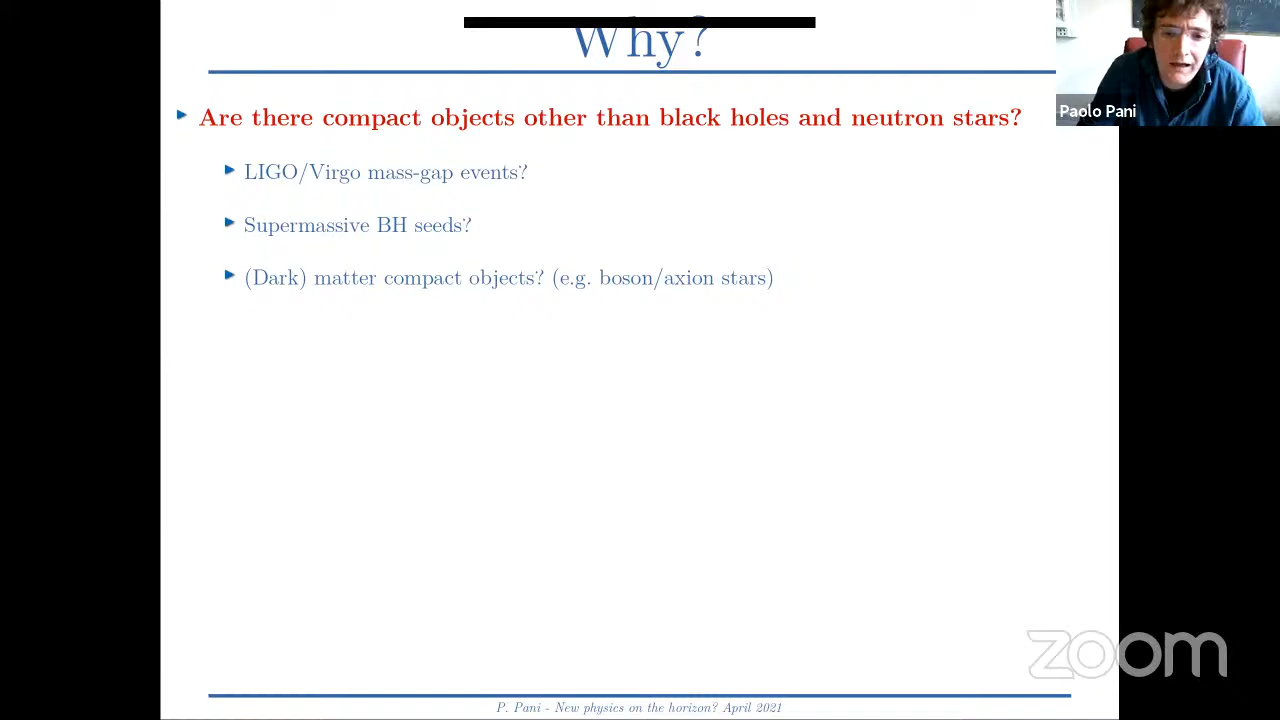 Why?
Paolo Pani
Are there compact objects other than black holes and neutron stars?
LIGO/Virgo mass-gap events?
Supermassive BH seeds?
(Dark) matter compact objects? (e.g. boson/axion stars)
zoom
P. Pani - New physics on the horizon? April 2021